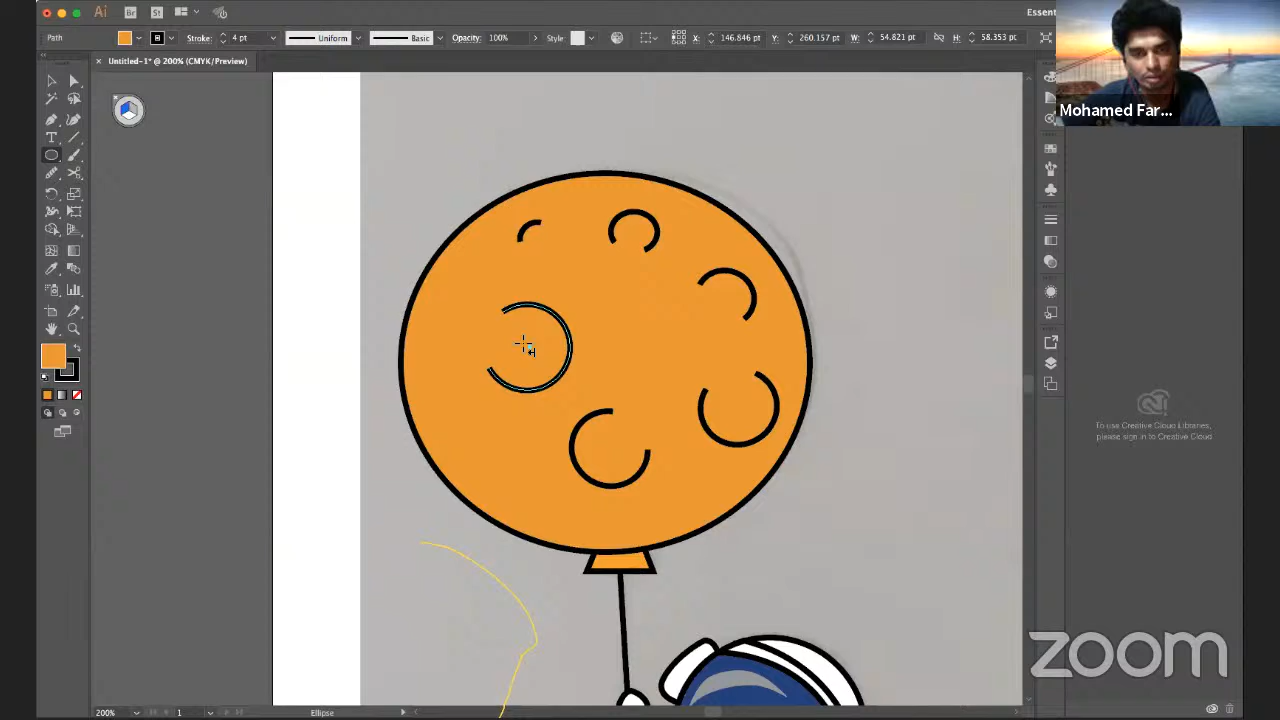 Ai Br St Essent
Path Stroke: 4 pt Uniform Basic Opacity: 100% Style: X: 146.846 pt Y: 260.157 pt W: 54.821 pt H: 58.353 pt
× Untitled-1* @ 200% (CMYK/Preview)
Mohamed Far...
To use Creative Cloud Libraries,
please sign in to Creative Cloud
zoom
200% 1 Ellipse